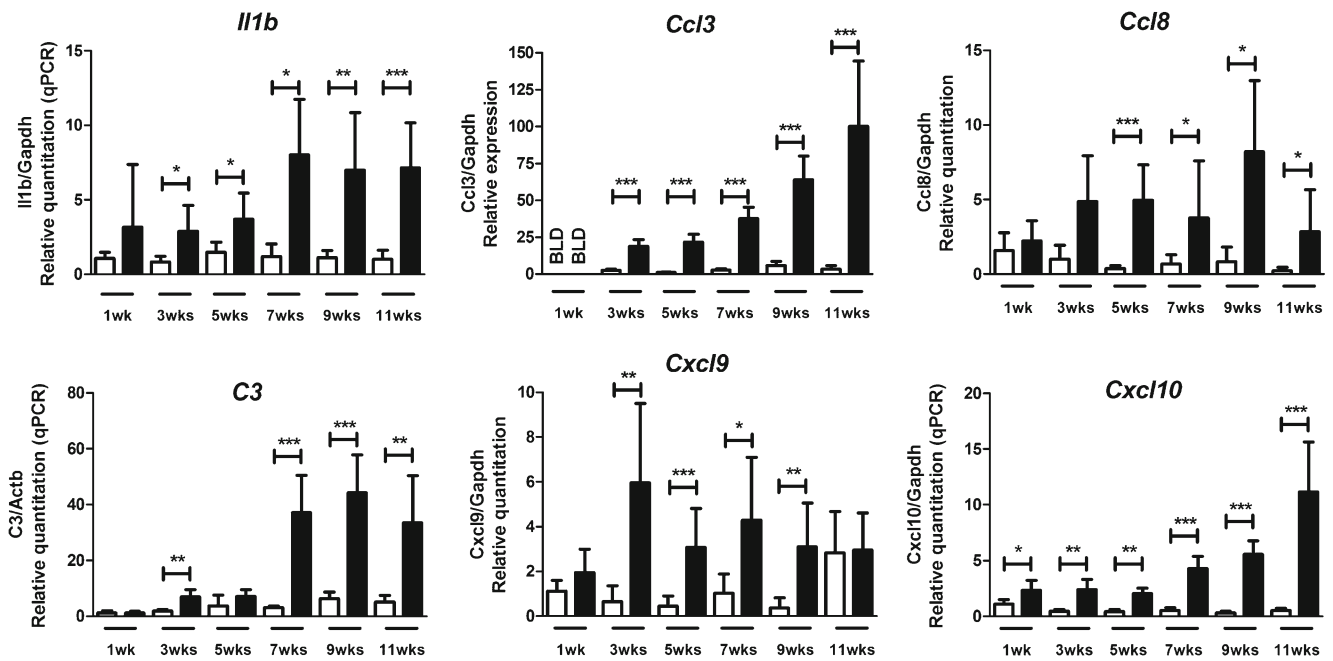 Il1b
Il1b/Gapdh
Relative quantitation (qPCR)
15
10
5
0
*
*
*
**
***
1wk 3wks 5wks 7wks 9wks 11wks
Ccl3
Ccl3/Gapdh
Relative expression
150
125
100
75
50
25
0
BLD
BLD
***
***
***
***
***
1wk 3wks 5wks 7wks 9wks 11wks
Ccl8
Ccl8/Gapdh
Relative quantitation
15
10
5
0
***
*
*
*
1wk 3wks 5wks 7wks 9wks 11wks
C3
C3/Actb
Relative quantitation (qPCR)
80
60
40
20
0
**
***
***
**
1wk 3wks 5wks 7wks 9wks 11wks
Cxcl9
Cxcl9/Gapdh
Relative quantitation
10
8
6
4
2
0
**
***
*
**
1wk 3wks 5wks 7wks 9wks 11wks
Cxcl10
Cxcl10/Gapdh
Relative quantitation (qPCR)
20
15
10
5
0
*
**
**
***
***
***
1wk 3wks 5wks 7wks 9wks 11wks